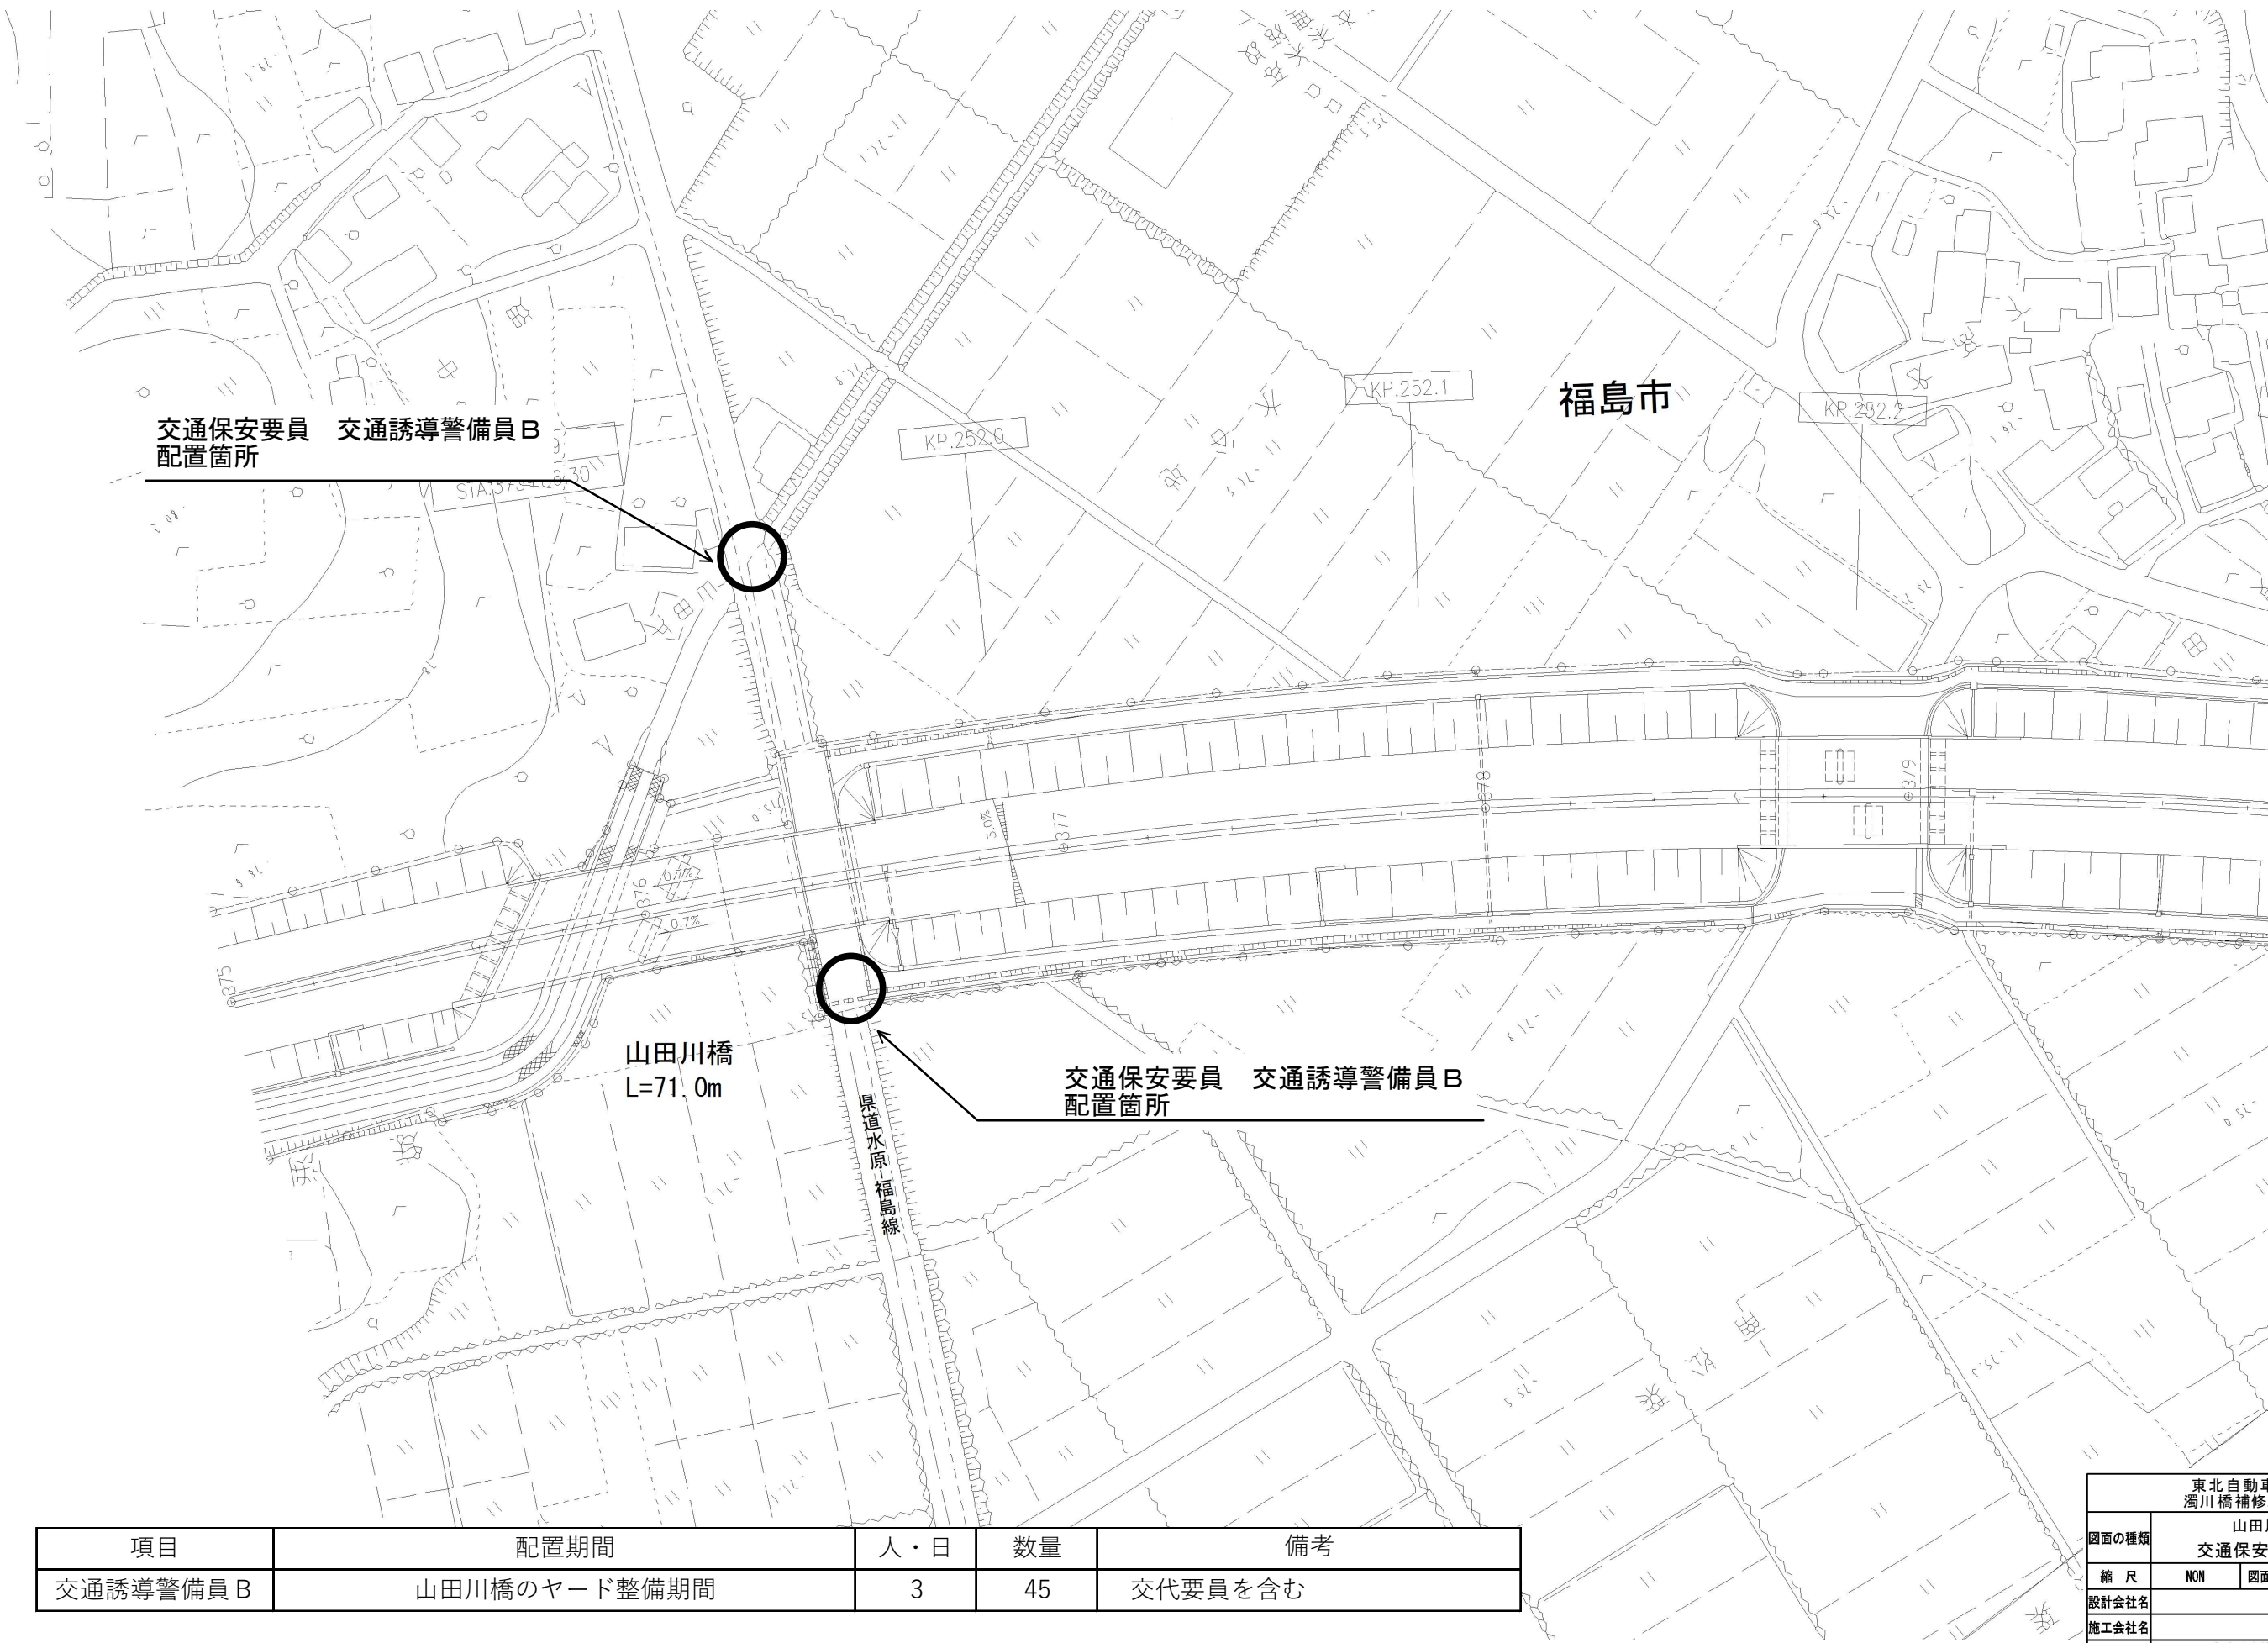 交通保安要員　交通誘導警備員B
配置箇所
KP.252.0
KP.252.1
福島市
KP.252.2
375
376
0.7%
0.7%
3.0%
377
378
379
山田川橋
L=71.0m
県道水原-福島線
交通保安要員　交通誘導警備員B
配置箇所
項目 配置期間 人・日 数量 備考
交通誘導警備員B 山田川橋のヤード整備期間 3 45 交代要員を含む
東北自動車
濁川橋補修
図面の種類 山田
交通保安
縮 尺 NON 図面
設計会社名
施工会社名